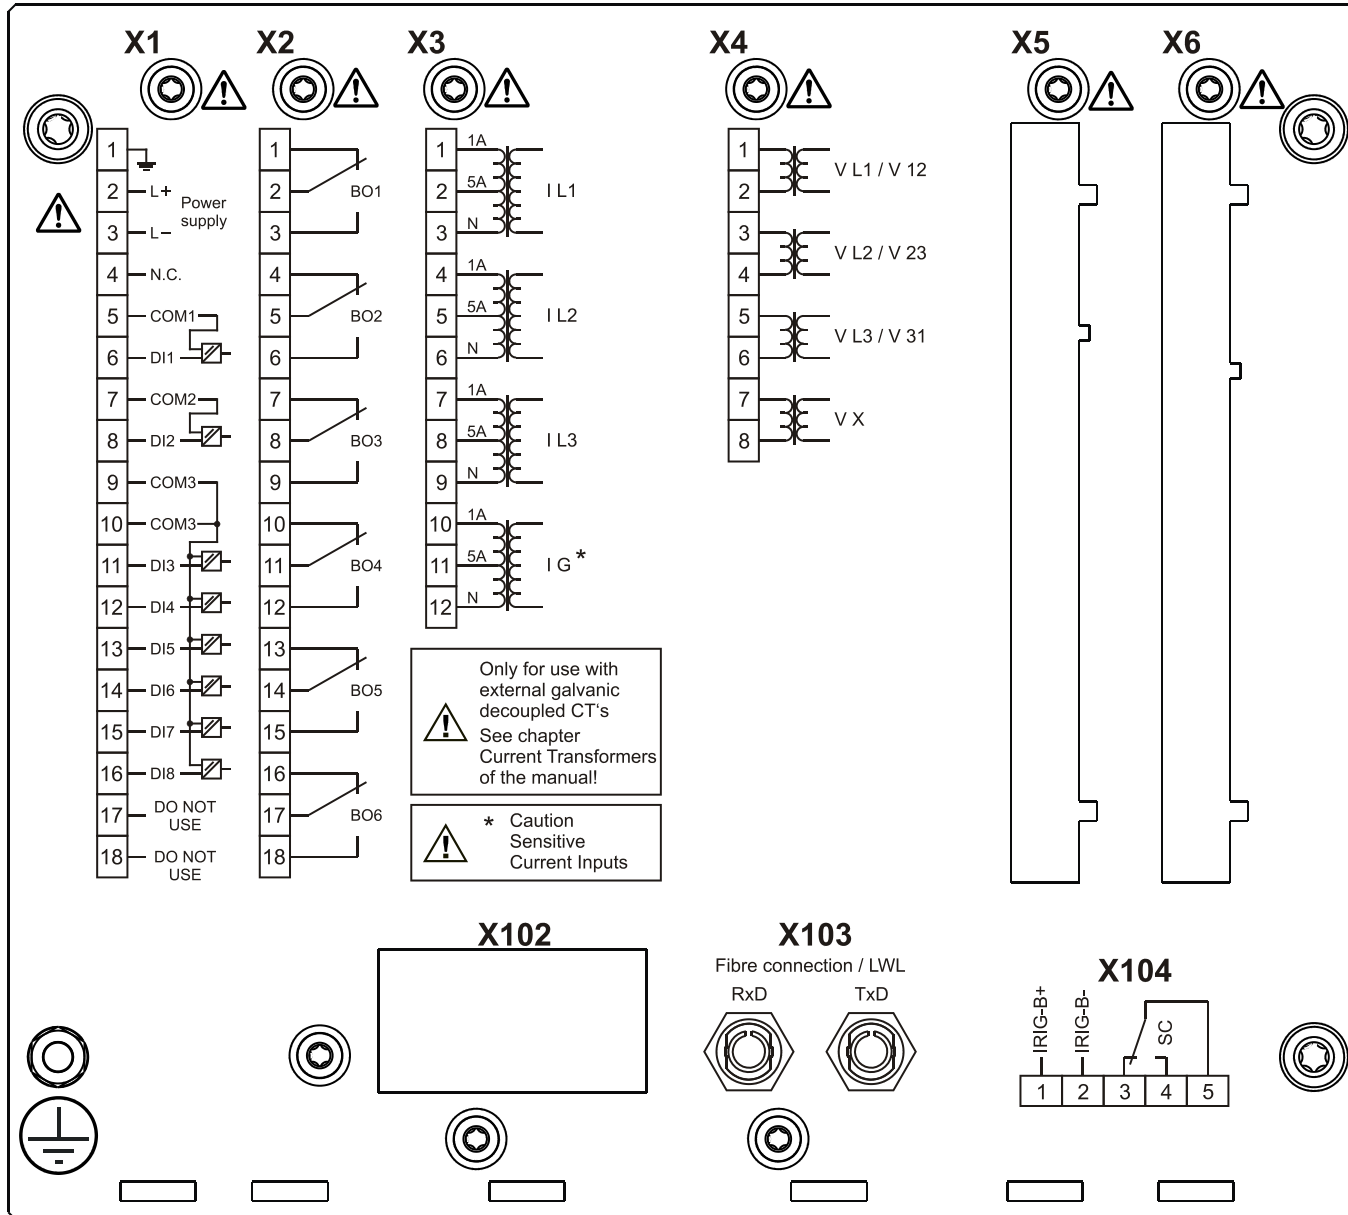 X1
X2
X3
X4
X5
X6
1
2 L+
Power
supply
3 L−
4 N.C.
5 COM1
6 DI1
7 COM2
8 DI2
9 COM3
10 COM3
11 DI3
12 DI4
13 DI5
14 DI6
15 DI7
16 DI8
17 DO NOT
USE
18 DO NOT
USE
1
2 BO1
3
4
5 BO2
6
7
8 BO3
9
10
11 BO4
12
13
14 BO5
15
16
17 BO6
18
1 1A
2 5A I L1
3 N
4 1A
5 5A I L2
6 N
7 1A
8 5A I L3
9 N
10 1A
11 5A I G *
12 N
Only for use with
external galvanic
decoupled CT‘s
See chapter
Current Transformers
of the manual!
* Caution
Sensitive
Current Inputs
1
V L1 / V 12
2
3
V L2 / V 23
4
5
V L3 / V 31
6
7
V X
8
X102
X103
Fibre connection / LWL
RxD TxD
X104
IRIG-B+
IRIG-B-
SC
1 2 3 4 5